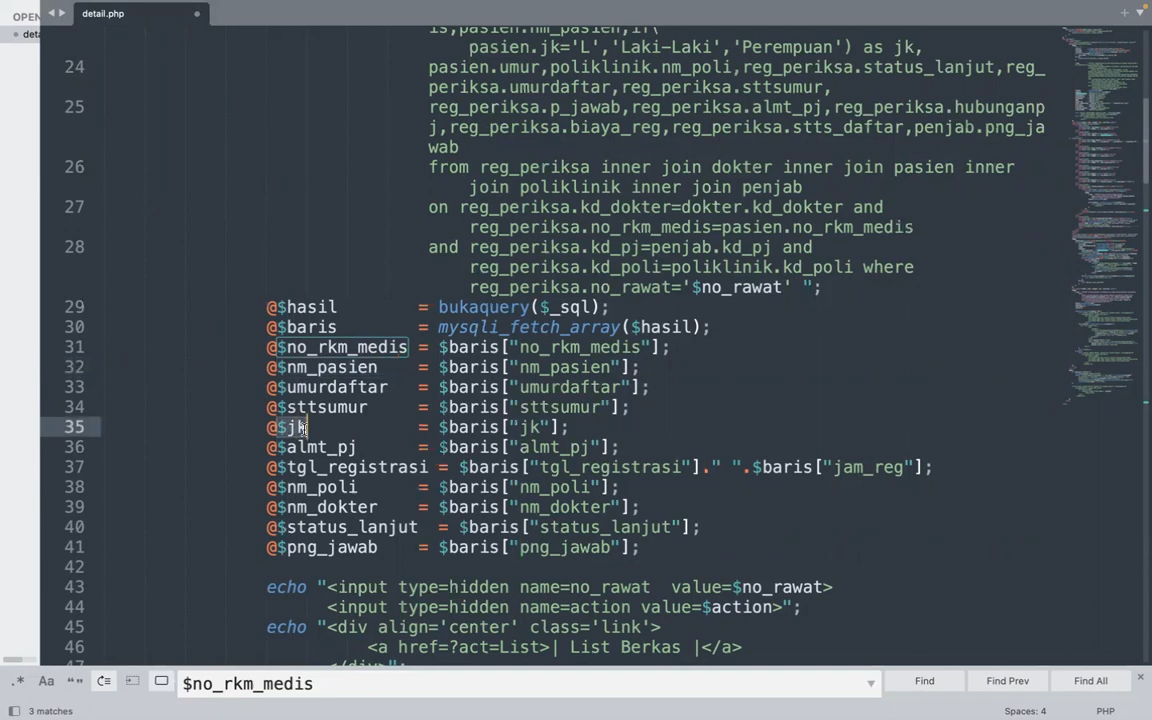 OPEN
detail.php
deta
is,nm_pasien,if(
pasien.jk='L','Laki-Laki','Perempuan') as jk,
24 pasien.umur,poliklinik.nm_poli,reg_periksa.status_lanjut,reg_
periksa.umurdaftar,reg_periksa.sttsumur,
25 reg_periksa.p_jawab,reg_periksa.almt_pj,reg_periksa.hubunganp
j,reg_periksa.biaya_reg,reg_periksa.stts_daftar,penjab.png_ja
wab
26 from reg_periksa inner join dokter inner join pasien inner
join poliklinik inner join penjab
27 on reg_periksa.kd_dokter=dokter.kd_dokter and
reg_periksa.no_rkm_medis=pasien.no_rkm_medis
28 and reg_periksa.kd_pj=penjab.kd_pj and
reg_periksa.kd_poli=poliklinik.kd_poli where
reg_periksa.no_rawat='$no_rawat' ";
29 @$hasil = bukaquery($_sql);
30 @$baris = mysqli_fetch_array($hasil);
31 @$no_rkm_medis = $baris["no_rkm_medis"];
32 @$nm_pasien = $baris["nm_pasien"];
33 @$umurdaftar = $baris["umurdaftar"];
34 @$sttsumur = $baris["sttsumur"];
35 @$jk = $baris["jk"];
36 @$almt_pj = $baris["almt_pj"];
37 @$tgl_registrasi = $baris["tgl_registrasi"]." ".$baris["jam_reg"];
38 @$nm_poli = $baris["nm_poli"];
39 @$nm_dokter = $baris["nm_dokter"];
40 @$status_lanjut = $baris["status_lanjut"];
41 @$png_jawab = $baris["png_jawab"];
42
43 echo "<input type=hidden name=no_rawat value=$no_rawat>
44 <input type=hidden name=action value=$action>";
45 echo "<div align='center' class='link'>
46 <a href=?act=List>| List Berkas |</a>
47 </div>";
.* Aa $no_rkm_medis Find Find Prev Find All
3 matches Spaces: 4 PHP